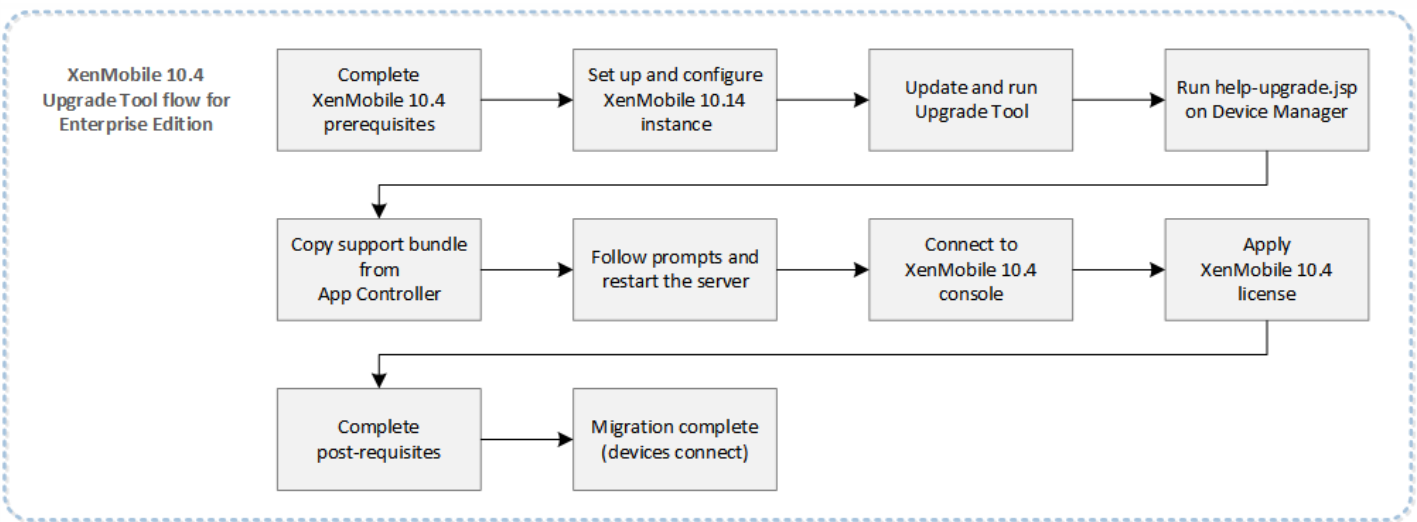 XenMobile 10.4
Upgrade Tool flow for
Enterprise Edition
Complete
XenMobile 10.4
prerequisites
Set up and configure
XenMobile 10.14
instance
Update and run
Upgrade Tool
Run help-upgrade.jsp
on Device Manager
Copy support bundle
from
App Controller
Follow prompts and
restart the server
Connect to
XenMobile 10.4
console
Apply
XenMobile 10.4
license
Complete
post-requisites
Migration complete
(devices connect)